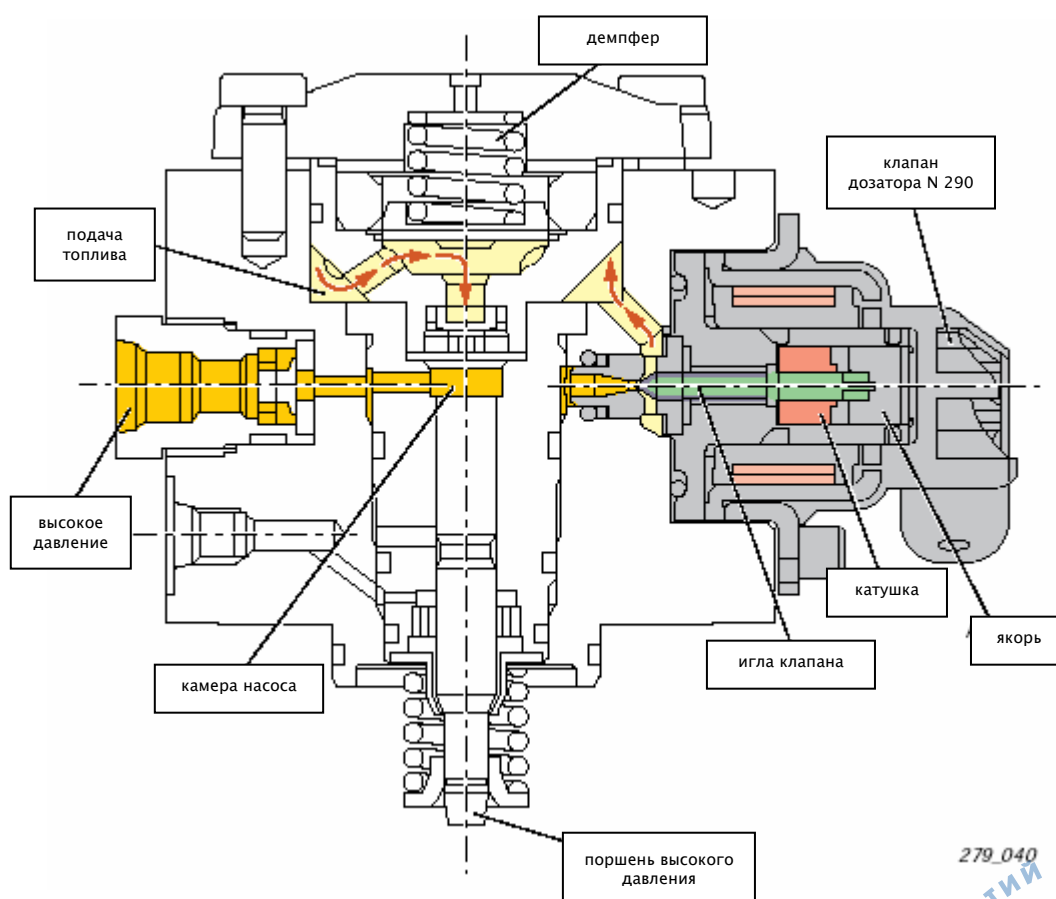 демпфер
клапан
дозатора N 290
подача
топлива
высокое
давление
катушка
якорь
игла клапана
камера насоса
поршень высокого
давления
279_040